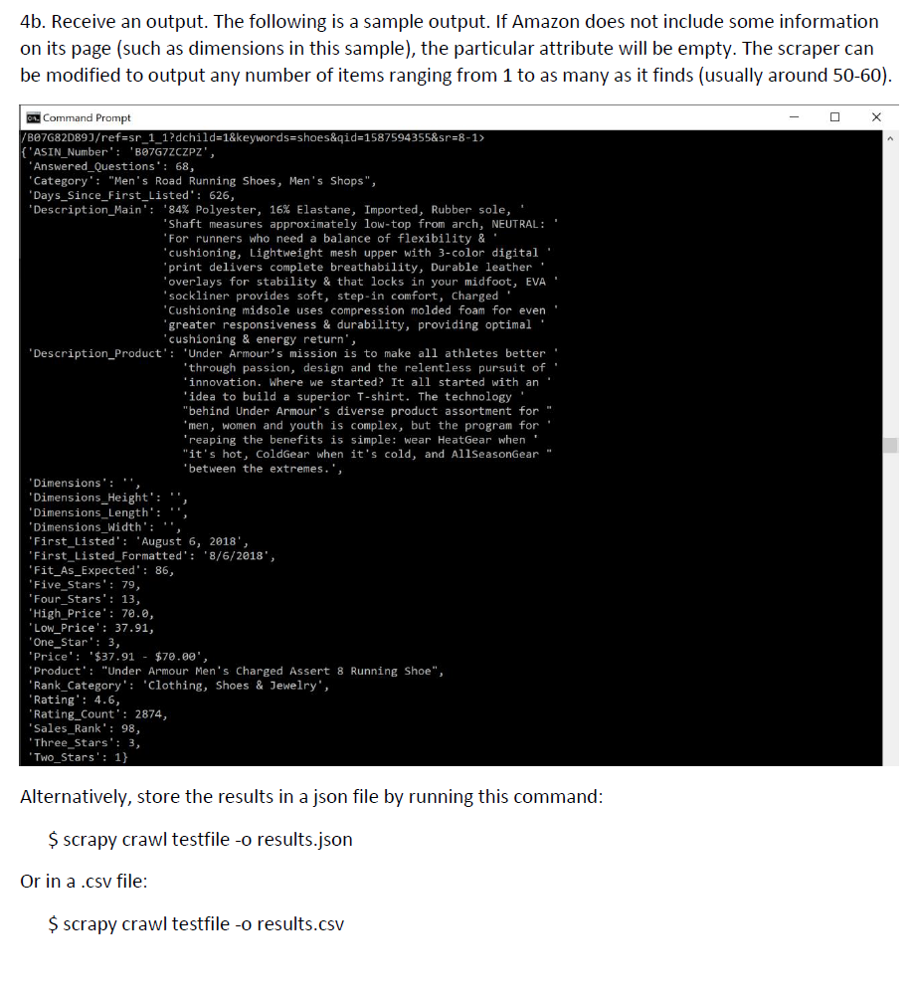 4b. Receive an output. The following is a sample output. If Amazon does not include some information
on its page (such as dimensions in this sample), the particular attribute will be empty. The scraper can
be modified to output any number of items ranging from 1 to as many as it finds (usually around 50-60).
Command Prompt
/B07G82D89J/ref=sr_1_1?dchild=1&keywords=shoes&qid=1587594355&sr=8-1>
{'ASIN_Number': 'B07G7ZCZPZ',
'Answered_Questions': 68,
'Category': "Men's Road Running Shoes, Men's Shops",
'Days_Since_First_Listed': 626,
'Description_Main': '84% Polyester, 16% Elastane, Imported, Rubber sole, '
'Shaft measures approximately low-top from arch, NEUTRAL: '
'For runners who need a balance of flexibility & '
'cushioning, Lightweight mesh upper with 3-color digital '
'print delivers complete breathability, Durable leather '
'overlays for stability & that locks in your midfoot, EVA '
'sockliner provides soft, step-in comfort, Charged '
'Cushioning midsole uses compression molded foam for even '
'greater responsiveness & durability, providing optimal '
'cushioning & energy return',
'Description_Product': 'Under Armour’s mission is to make all athletes better '
'through passion, design and the relentless pursuit of '
'innovation. Where we started? It all started with an '
'idea to build a superior T-shirt. The technology '
"behind Under Armour's diverse product assortment for "
'men, women and youth is complex, but the program for '
'reaping the benefits is simple: wear HeatGear when '
"it's hot, ColdGear when it's cold, and AllSeasonGear "
'between the extremes.',
'Dimensions': '',
'Dimensions_Height': '',
'Dimensions_Length': '',
'Dimensions_Width': '',
'First_Listed': 'August 6, 2018',
'First_Listed_Formatted': '8/6/2018',
'Fit_As_Expected': 86,
'Five_Stars': 79,
'Four_Stars': 13,
'High_Price': 70.0,
'Low_Price': 37.91,
'One_Star': 3,
'Price': '$37.91 - $70.00',
'Product': "Under Armour Men's Charged Assert 8 Running Shoe",
'Rank_Category': 'Clothing, Shoes & Jewelry',
'Rating': 4.6,
'Rating_Count': 2874,
'Sales_Rank': 98,
'Three_Stars': 3,
'Two_Stars': 1}
Alternatively, store the results in a json file by running this command:
$ scrapy crawl testfile -o results.json
Or in a .csv file:
$ scrapy crawl testfile -o results.csv